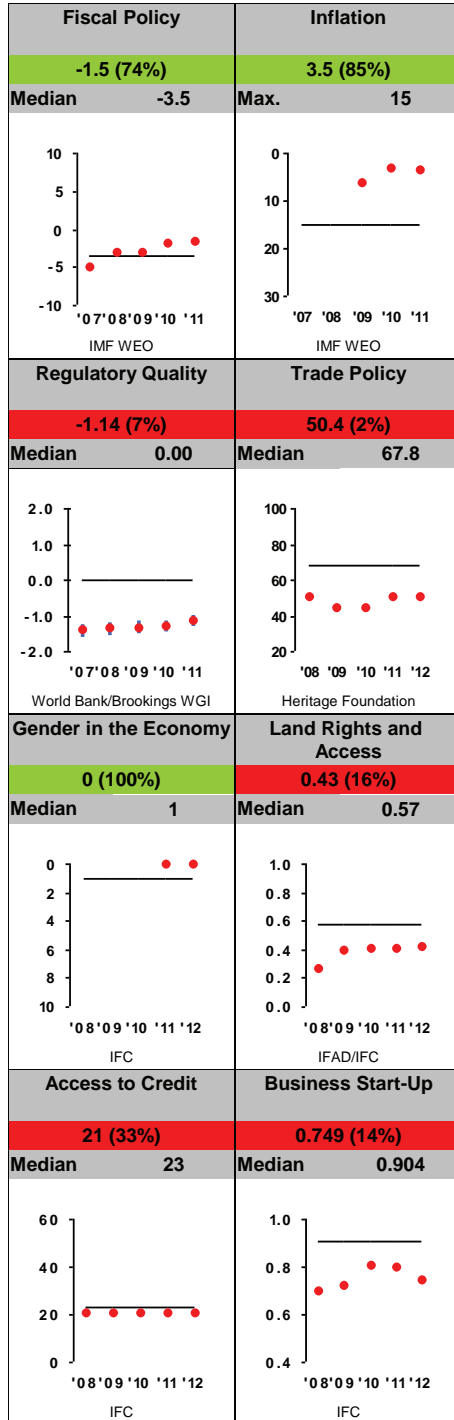 Fiscal Policy
-1.5 (74%)
Median -3.5
10
5
0
-5
-10
'07 '08 '09 '10 '11
IMF WEO
Inflation
3.5 (85%)
Max. 15
0
10
20
30
'07 '08 '09 '10 '11
IMF WEO
Regulatory Quality
-1.14 (7%)
Median 0.00
2.0
1.0
0.0
-1.0
-2.0
'07 '08 '09 '10 '11
World Bank/Brookings WGI
Trade Policy
50.4 (2%)
Median 67.8
100
80
60
40
20
'08 '09 '10 '11 '12
Heritage Foundation
Gender in the Economy
0 (100%)
Median 1
0
2
4
6
8
10
'08 '09 '10 '11 '12
IFC
Land Rights and
Access
0.43 (16%)
Median 0.57
1.0
0.8
0.6
0.4
0.2
0.0
'08 '09 '10 '11 '12
IFAD/IFC
Access to Credit
21 (33%)
Median 23
60
40
20
0
'08 '09 '10 '11 '12
IFC
Business Start-Up
0.749 (14%)
Median 0.904
1.0
0.8
0.6
0.4
'08 '09 '10 '11 '12
IFC